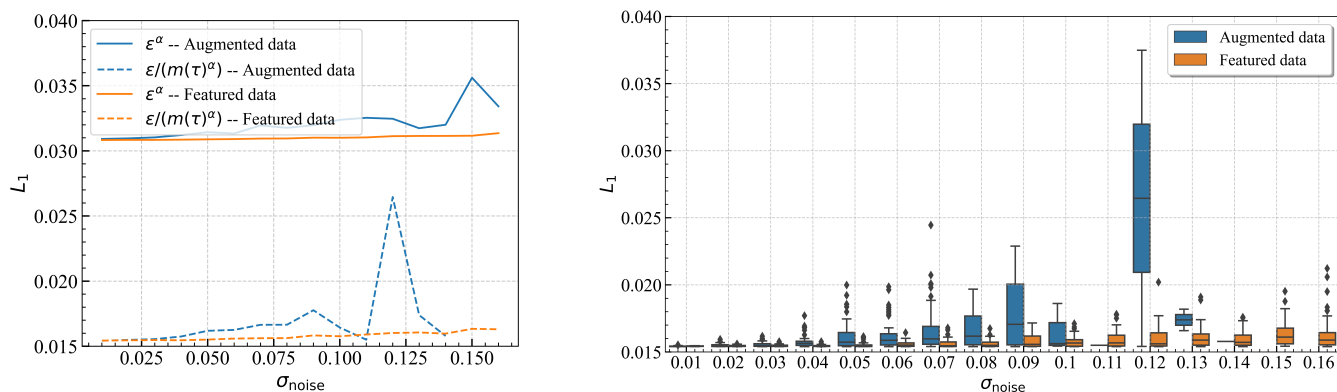 0.040
0.035
0.030
0.025
0.020
0.015
L₁
εᵅ -- Augmented data
ε/(m(τ)ᵅ) -- Augmented data
εᵅ -- Featured data
ε/(m(τ)ᵅ) -- Featured data
0.025 0.050 0.075 0.100 0.125 0.150
σnoise
0.040
0.035
0.030
0.025
0.020
0.015
L₁
Augmented data
Featured data
0.01 0.02 0.03 0.04 0.05 0.06 0.07 0.08 0.09 0.1 0.11 0.12 0.13 0.14 0.15 0.16
σnoise